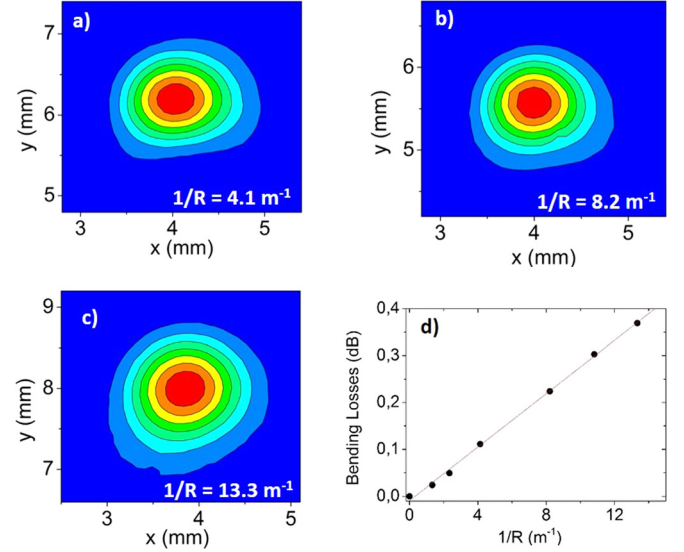 a)
7
6
5
y (mm)
1/R = 4.1 m⁻¹
3 4 5
x (mm)
b)
6
5
y (mm)
1/R = 8.2 m⁻¹
3 4 5
x (mm)
c)
9
8
7
y (mm)
1/R = 13.3 m⁻¹
3 4 5
x (mm)
d)
0,4
0,3
0,2
0,1
0,0
Bending Losses (dB)
0 4 8 12
1/R (m⁻¹)